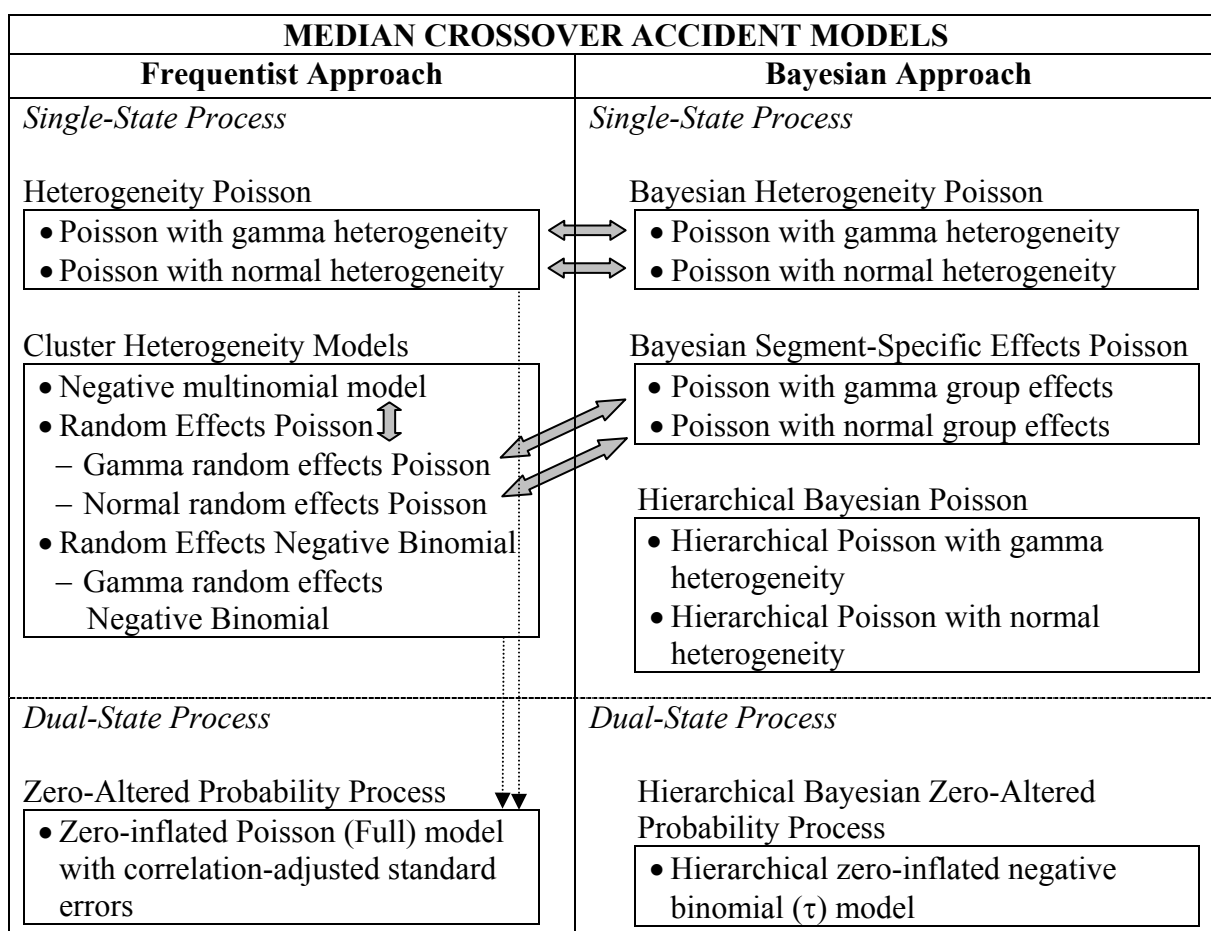 MEDIAN CROSSOVER ACCIDENT MODELS
Frequentist Approach
Single-State Process
Heterogeneity Poisson
• Poisson with gamma heterogeneity
• Poisson with normal heterogeneity
Cluster Heterogeneity Models
• Negative multinomial model
• Random Effects Poisson
– Gamma random effects Poisson
– Normal random effects Poisson
• Random Effects Negative Binomial
– Gamma random effects
Negative Binomial
Dual-State Process
Zero-Altered Probability Process
• Zero-inflated Poisson (Full) model
with correlation-adjusted standard
errors
Bayesian Approach
Single-State Process
Bayesian Heterogeneity Poisson
• Poisson with gamma heterogeneity
• Poisson with normal heterogeneity
Bayesian Segment-Specific Effects Poisson
• Poisson with gamma group effects
• Poisson with normal group effects
Hierarchical Bayesian Poisson
• Hierarchical Poisson with gamma
heterogeneity
• Hierarchical Poisson with normal
heterogeneity
Dual-State Process
Hierarchical Bayesian Zero-Altered
Probability Process
• Hierarchical zero-inflated negative
binomial (τ) model